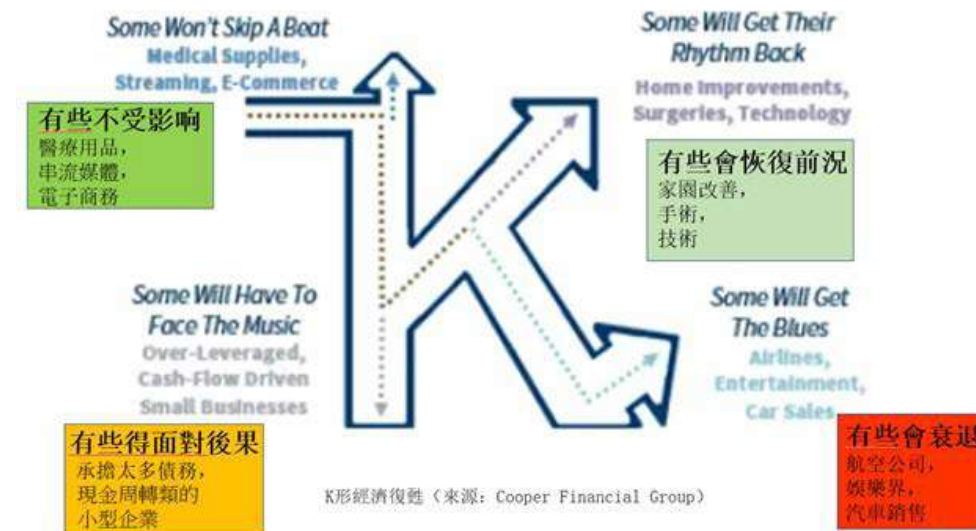 Some Won't Skip A Beat
Medical Supplies,
Streaming, E-Commerce
有些不受影响
醫療用品，
串流媒體，
電子商務
Some Will Get Their
Rhythm Back
Home Improvements,
Surgeries, Technology
有些會恢復前況
家園改善，
手術，
技術
Some Will Have To
Face The Music
Over-Leveraged,
Cash-Flow Driven
Small Businesses
有些得面對後果
承擔太多債務，
現金周轉類的
小型企業
Some Will Get
The Blues
Airlines,
Entertainment,
Car Sales
有些會衰退
航空公司，
娛樂界，
汽車銷售
K形經濟復甦（來源：Cooper Financial Group）